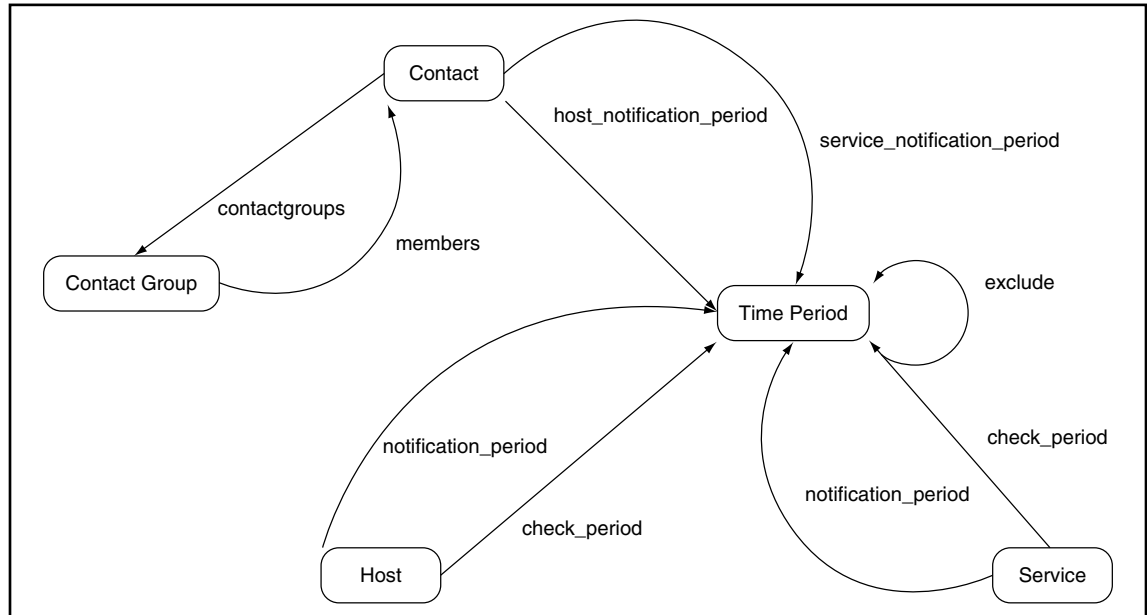 Contact
host_notification_period
service_notification_period
contactgroups
members
Contact Group
exclude
Time Period
notification_period
check_period
notification_period
check_period
Host
Service